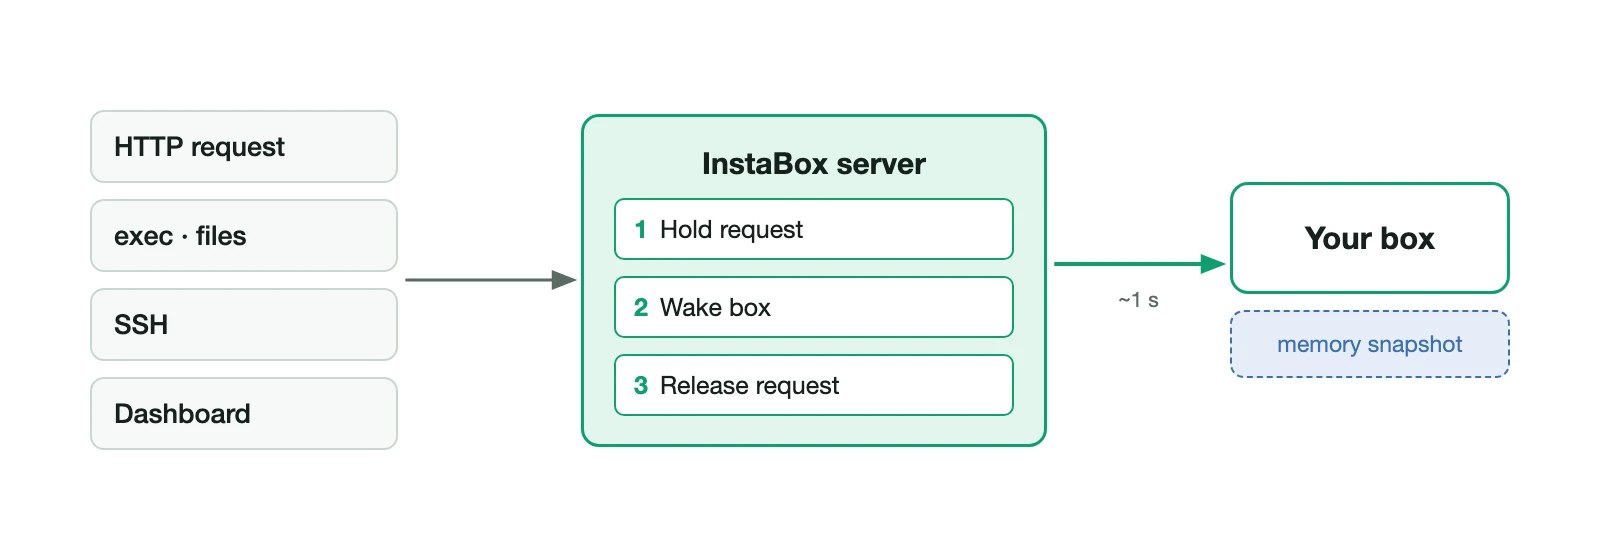 HTTP request
exec · files
SSH
Dashboard
InstaBox server
1 Hold request
2 Wake box
3 Release request
~1 s
Your box
memory snapshot